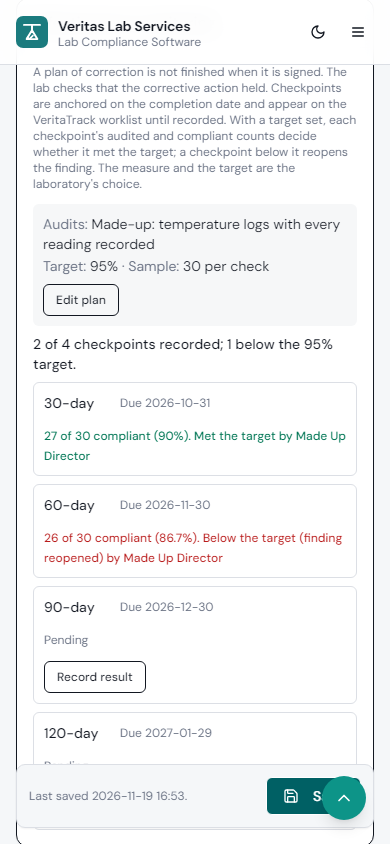 Veritas Lab Services
Lab Compliance Software
A plan of correction is not finished when it is signed. The
lab checks that the corrective action held. Checkpoints
are anchored on the completion date and appear on the
VeritaTrack worklist until recorded. With a target set, each
checkpoint's audited and compliant counts decide
whether it met the target; a checkpoint below it reopens
the finding. The measure and the target are the
laboratory's choice.
Audits: Made-up: temperature logs with every
reading recorded
Target: 95% · Sample: 30 per check
Edit plan
2 of 4 checkpoints recorded; 1 below the 95%
target.
30-day Due 2026-10-31
27 of 30 compliant (90%). Met the target by Made Up
Director
60-day Due 2026-11-30
26 of 30 compliant (86.7%). Below the target (finding
reopened) by Made Up Director
90-day Due 2026-12-30
Pending
Record result
120-day Due 2027-01-29
Last saved 2026-11-19 16:53.